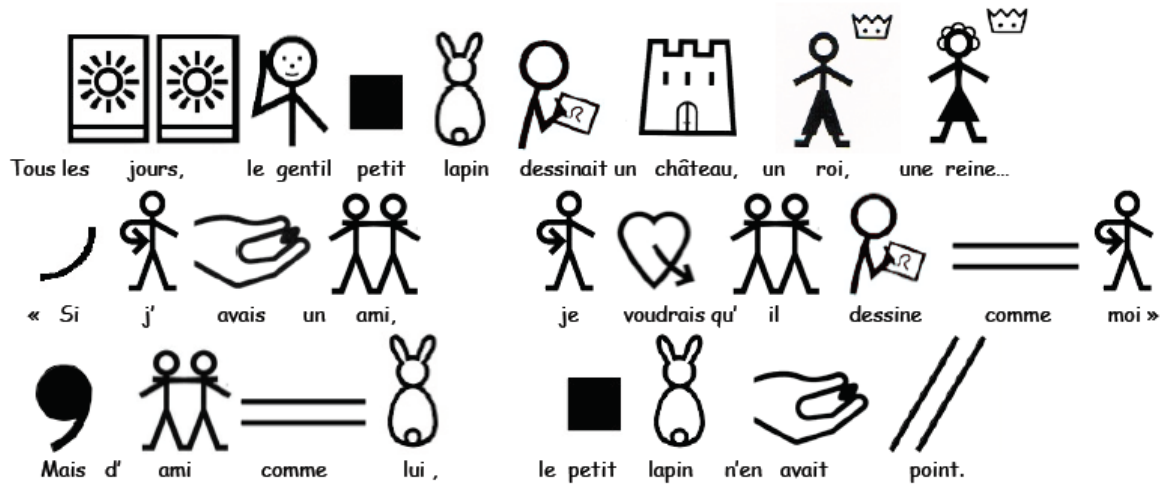 Tous les jours, le gentil petit lapin dessinait un château, un roi, une reine...
« Si j' avais un ami, je voudrais qu' il dessine comme moi »
Mais d' ami comme lui , le petit lapin n'en avait point.